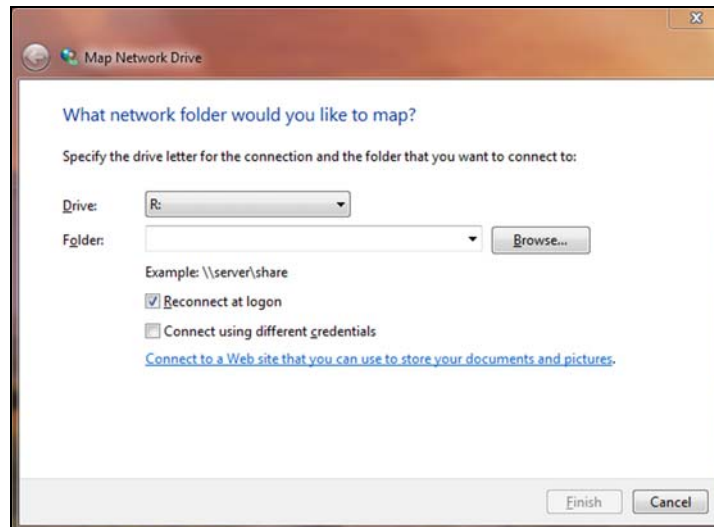 Map Network Drive
What network folder would you like to map?
Specify the drive letter for the connection and the folder that you want to connect to:
Drive: R:
Folder: Browse...
Example: \\server\share
Reconnect at logon
Connect using different credentials
Connect to a Web site that you can use to store your documents and pictures.
Finish Cancel